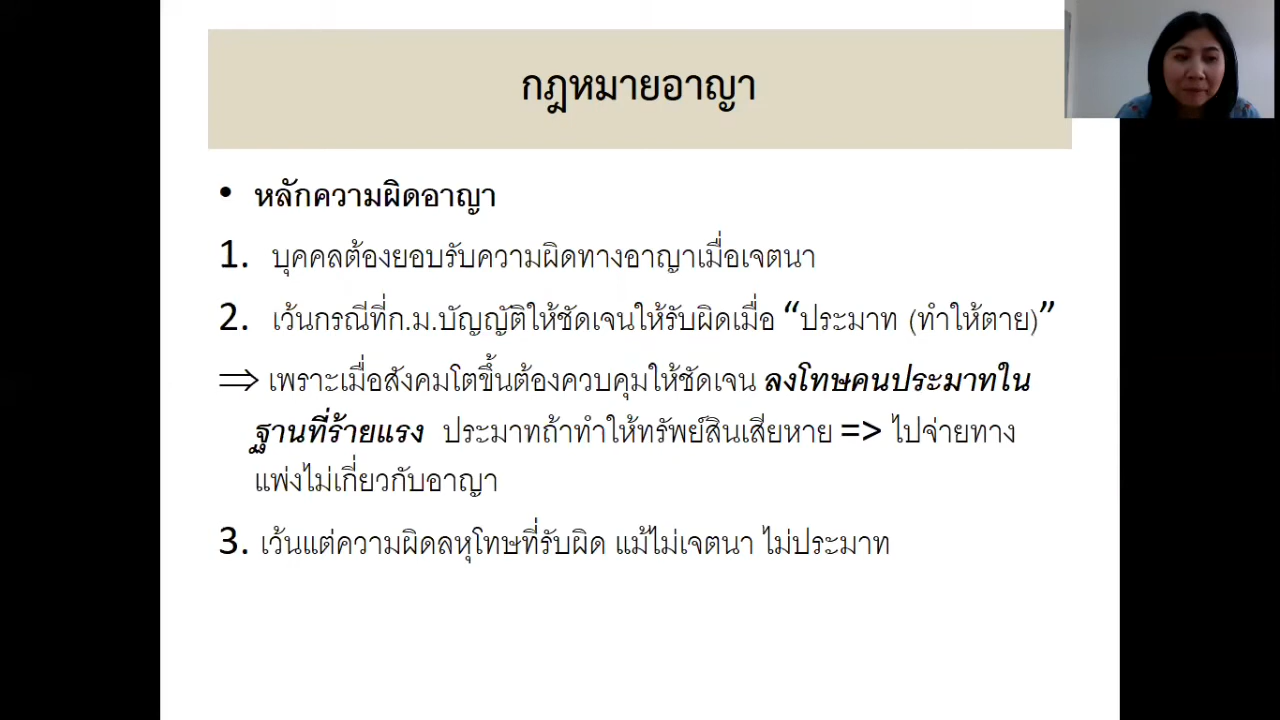 กฎหมายอาญา
• หลักความผิดอาญา
1. บุคคลต้องยอบรับความผิดทางอาญาเมื่อเจตนา
2. เว้นกรณีที่ก.ม.บัญญัติให้ชัดเจนให้รับผิดเมื่อ “ประมาท (ทำให้ตาย)”
⇒ เพราะเมื่อสังคมโตขึ้นต้องควบคุมให้ชัดเจน ลงโทษคนประมาทใน
ฐานที่ร้ายแรง ประมาทถ้าทำให้ทรัพย์สินเสียหาย => ไปจ่ายทาง
แพ่งไม่เกี่ยวกับอาญา
3. เว้นแต่ความผิดลหุโทษที่รับผิด แม้ไม่เจตนา ไม่ประมาท